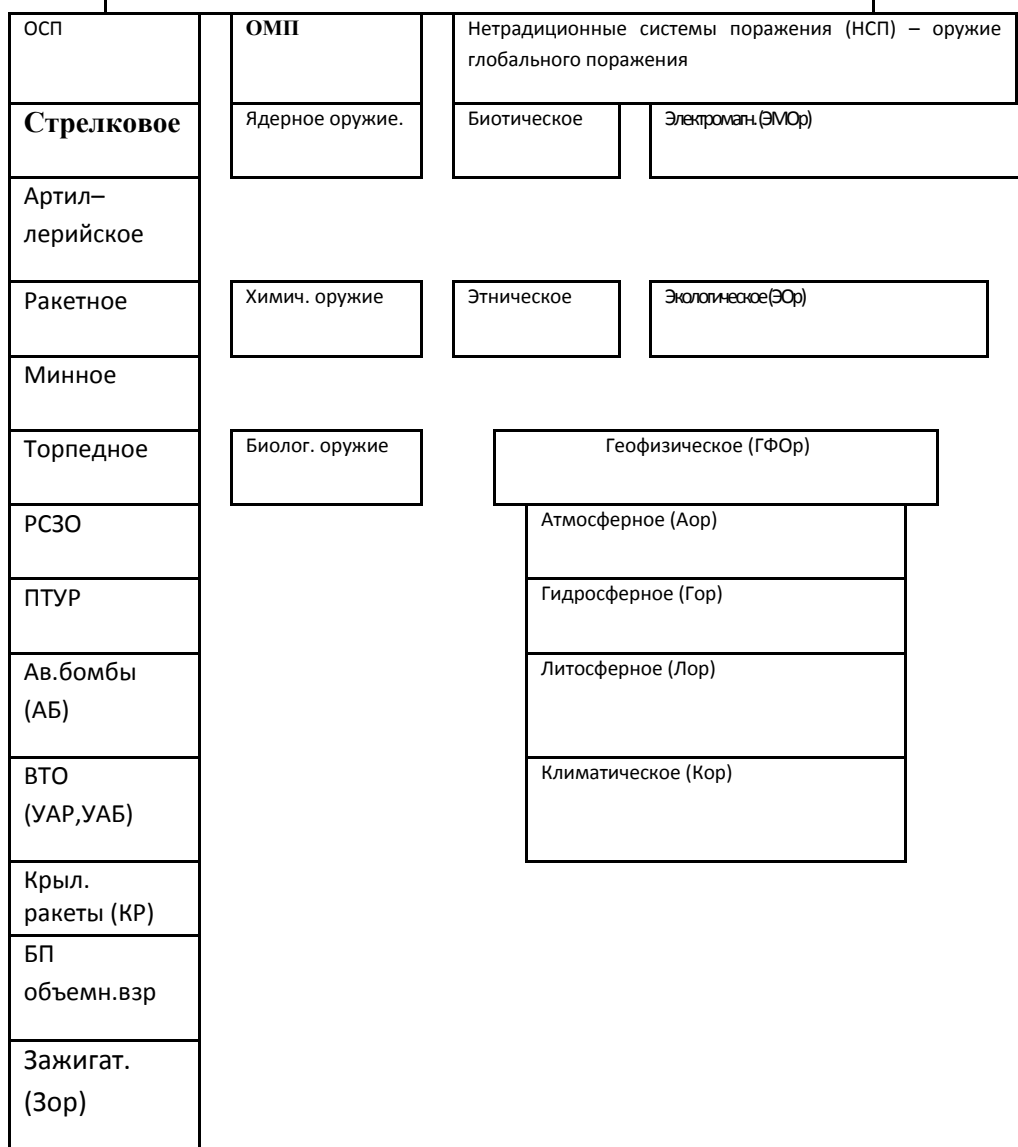 ОСП
ОМП
Нетрадиционные системы поражения (НСП) – оружие
глобального поражения
Стрелковое
Ядерное оружие.
Биотическое
Электромагн.(ЭМОр)
Артил–
лерийское
Ракетное
Химич. оружие
Этническое
Экологическое(ЭОр)
Минное
Торпедное
Биолог. оружие
Геофизическое (ГФОр)
РСЗО
Атмосферное (Аор)
ПТУР
Гидросферное (Гор)
Ав.бомбы
(АБ)
Литосферное (Лор)
ВТО
(УАР,УАБ)
Климатическое (Кор)
Крыл.
ракеты (КР)
БП
объемн.взр
Зажигат.
(Зор)